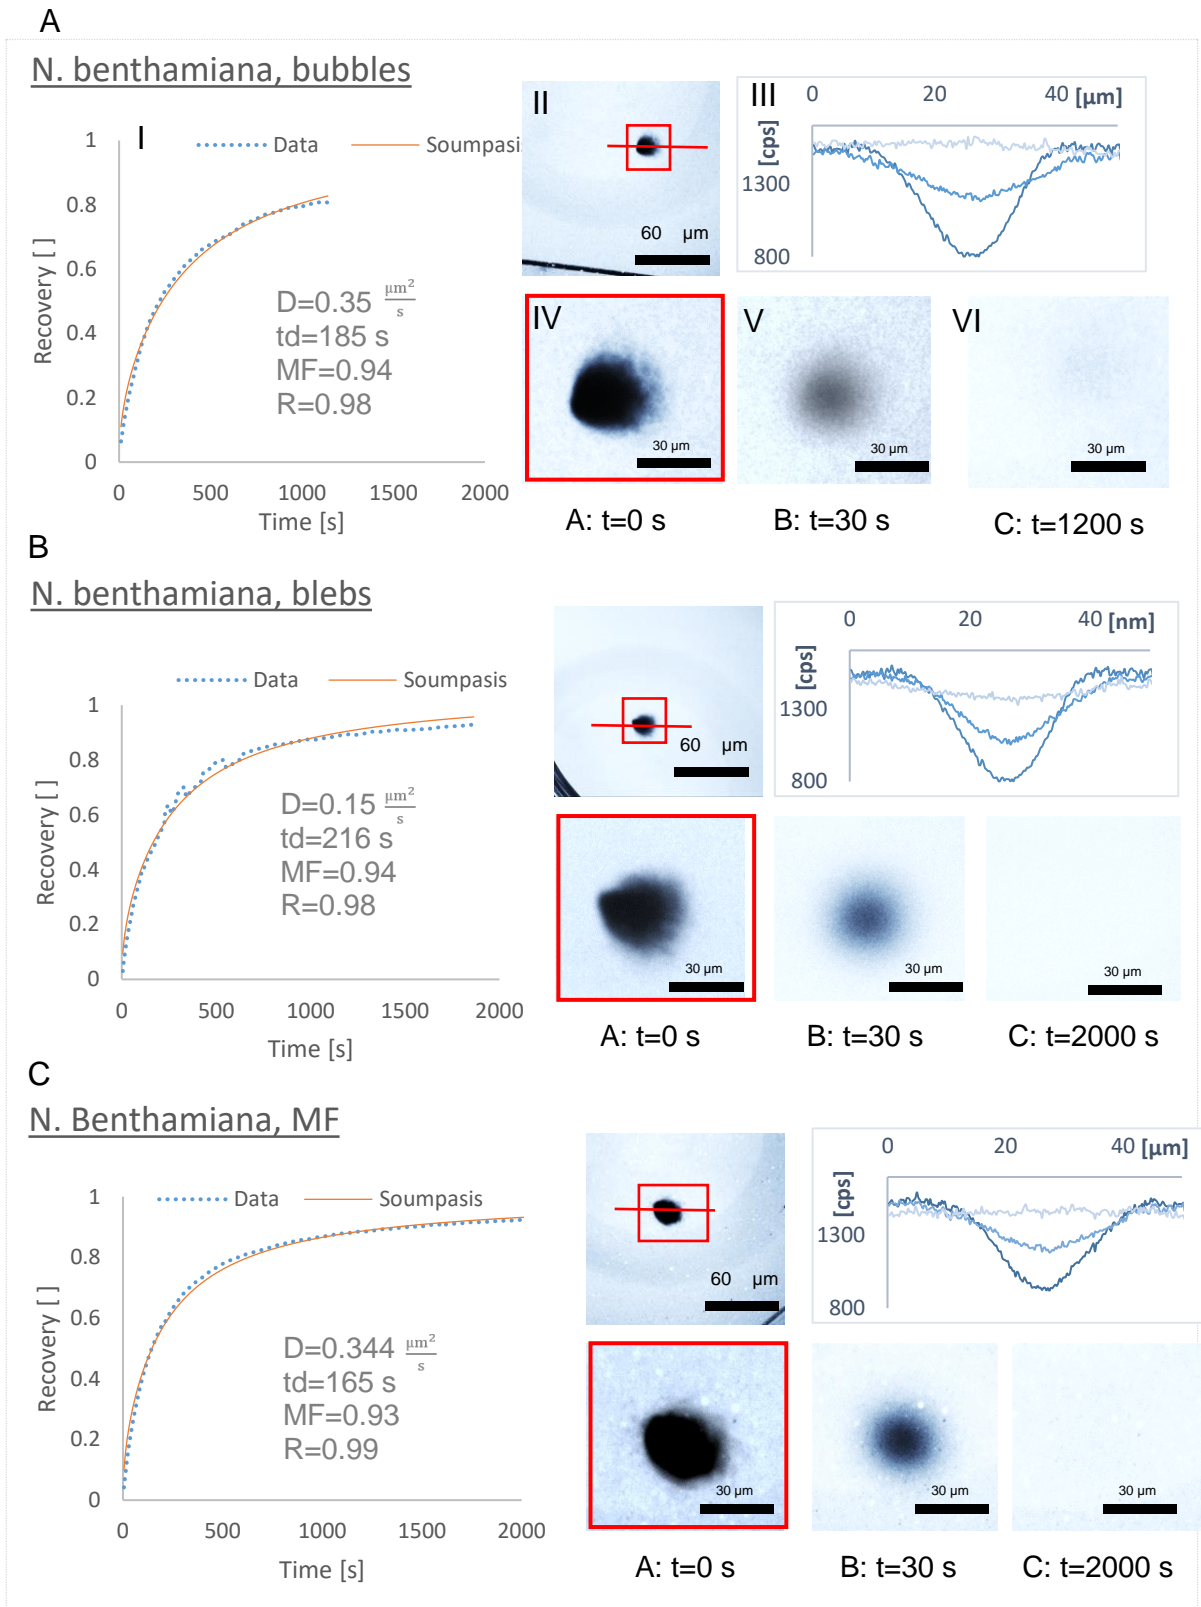 A
N. benthamiana, bubbles
I
Data
Soumpasis
Recovery [ ]
1
0.8
0.6
0.4
0.2
0
D=0.35 µm²/s
td=185 s
MF=0.94
R=0.98
0 500 1000 1500 2000
Time [s]
II
60 µm
III
0 20 40 [µm]
[cps]
1300
800
IV
30 µm
V
30 µm
VI
30 µm
A: t=0 s
B: t=30 s
C: t=1200 s
B
N. benthamiana, blebs
Data
Soumpasis
Recovery [ ]
1
0.8
0.6
0.4
0.2
0
D=0.15 µm²/s
td=216 s
MF=0.94
R=0.98
0 500 1000 1500 2000
Time [s]
60 µm
0 20 40 [nm]
[cps]
1300
800
30 µm
30 µm
30 µm
A: t=0 s
B: t=30 s
C: t=2000 s
C
N. Benthamiana, MF
Data
Soumpasis
Recovery [ ]
1
0.8
0.6
0.4
0.2
0
D=0.344 µm²/s
td=165 s
MF=0.93
R=0.99
0 500 1000 1500 2000
Time [s]
60 µm
0 20 40 [µm]
[cps]
1300
800
30 µm
30 µm
30 µm
A: t=0 s
B: t=30 s
C: t=2000 s